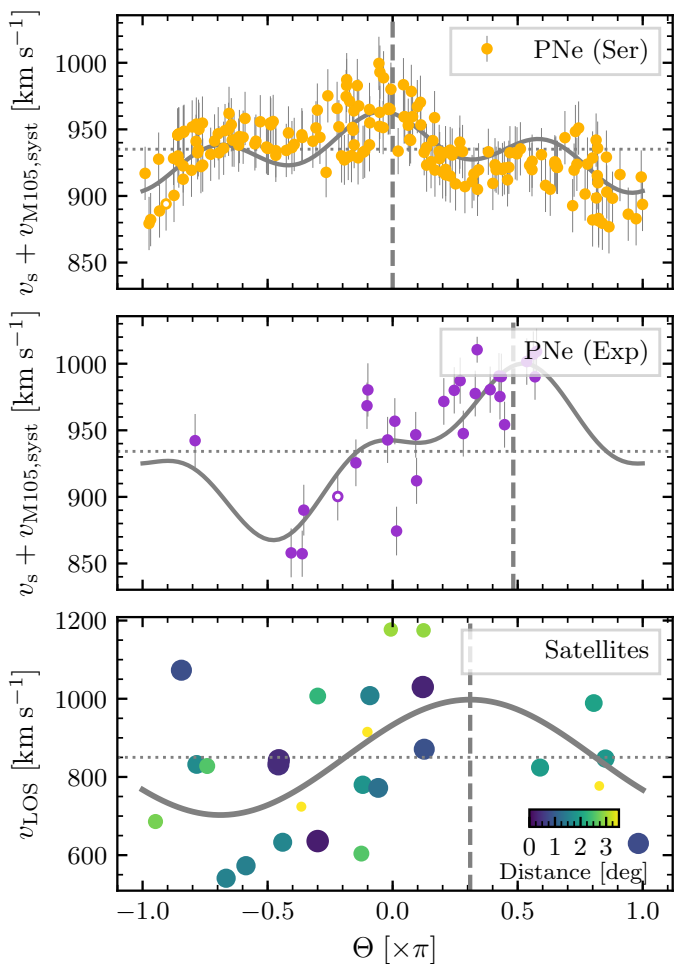 PNe (Ser)
1000
950
900
850
v_s + v_M105,syst [km s⁻¹]
PNe (Exp)
1000
950
900
850
v_s + v_M105,syst [km s⁻¹]
Satellites
1200
1000
800
600
v_LOS [km s⁻¹]
0 1 2 3
Distance [deg]
−1.0 −0.5 0.0 0.5 1.0
Θ [×π]